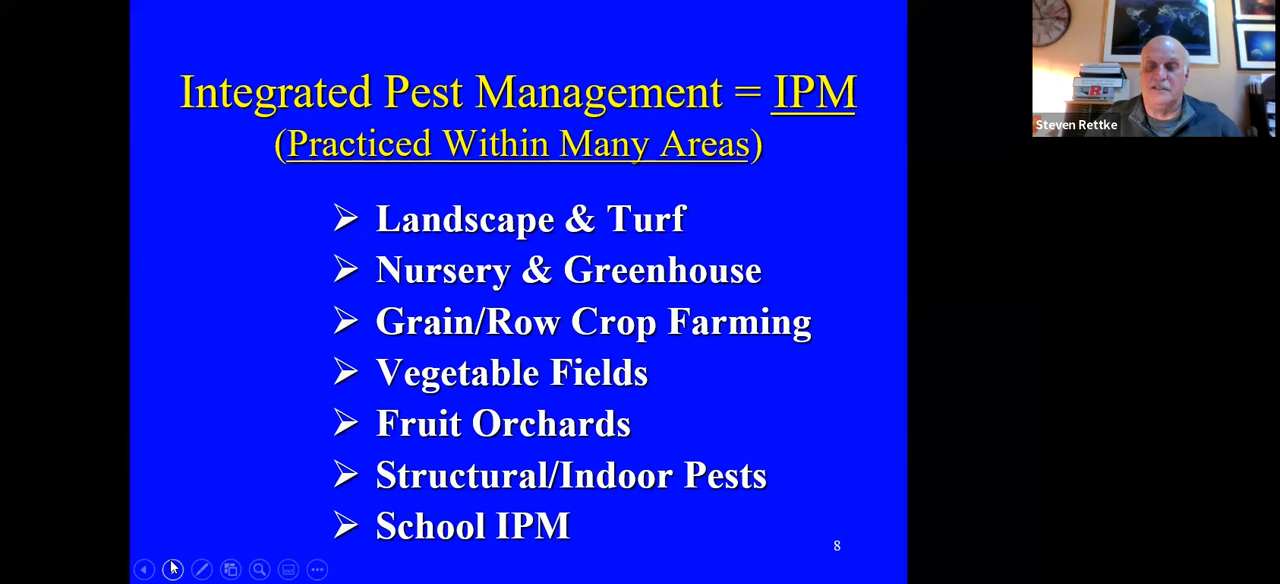 Integrated Pest Management = IPM
(Practiced Within Many Areas)
➢ Landscape & Turf
➢ Nursery & Greenhouse
➢ Grain/Row Crop Farming
➢ Vegetable Fields
➢ Fruit Orchards
➢ Structural/Indoor Pests
➢ School IPM
8
Steven Rettke